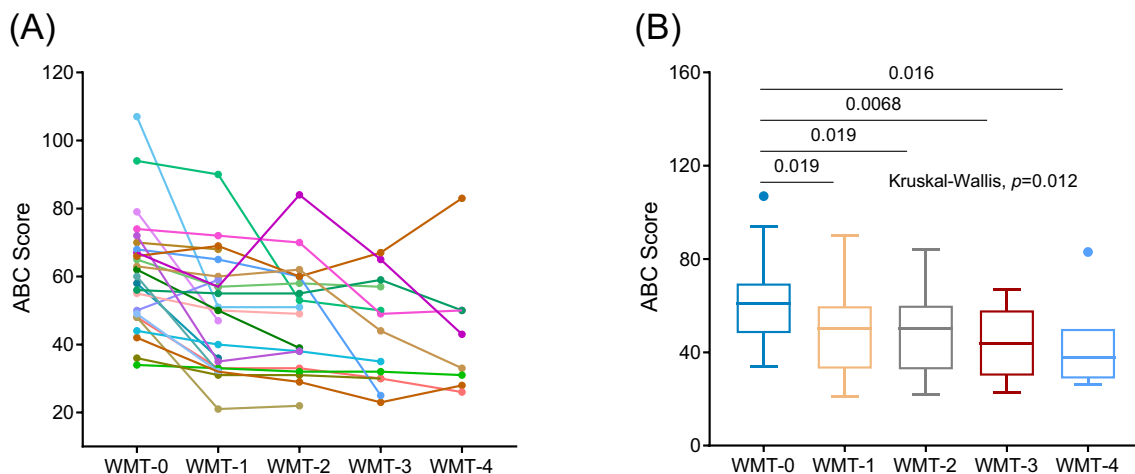 (A)
ABC Score
120
100
80
60
40
20
WMT-0 WMT-1 WMT-2 WMT-3 WMT-4
(B)
ABC Score
160
120
80
40
0
0.016
0.0068
0.019
0.019
Kruskal-Wallis, p=0.012
WMT-0 WMT-1 WMT-2 WMT-3 WMT-4